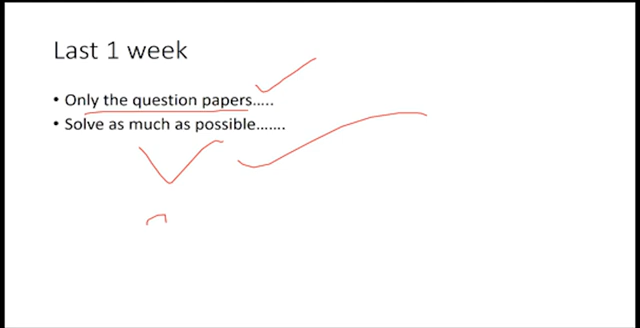 Last 1 week
• Only the question papers.....
• Solve as much as possible.......